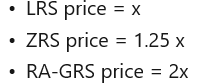 • LRS price = x
• ZRS price = 1.25 x
• RA-GRS price = 2x